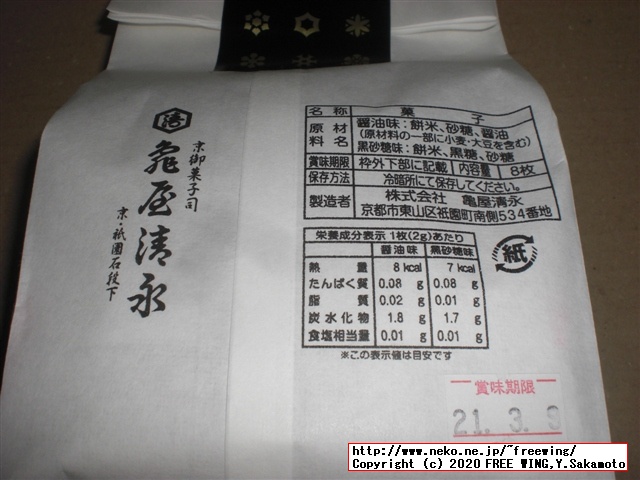 京御菓子司
亀屋清永
京・祇園石段下
名称 菓子
原材料名 醤油味：餅米、砂糖、醤油
(原材料の一部に小麦・大豆を含む)
黒砂糖味：餅米、黒糖、砂糖
賞味期限 枠外下部に記載 内容量 8枚
保存方法 冷暗所にて保存してください。
製造者 株式会社 亀屋清永
京都市東山区祇園町南側534番地
栄養成分表示 1枚(2g)あたり
醤油味 黒砂糖味
熱量 8 kcal 7 kcal
たんぱく質 0.08 g 0.08 g
脂質 0.02 g 0.01 g
炭水化物 1.8 g 1.7 g
食塩相当量 0.01 g 0.01 g
※この表示値は目安です
紙
賞味期限
21. 3. 9
http://www.neko.ne.jp/~freewing/
Copyright (c) 2020 FREE WING,Y.Sakamoto